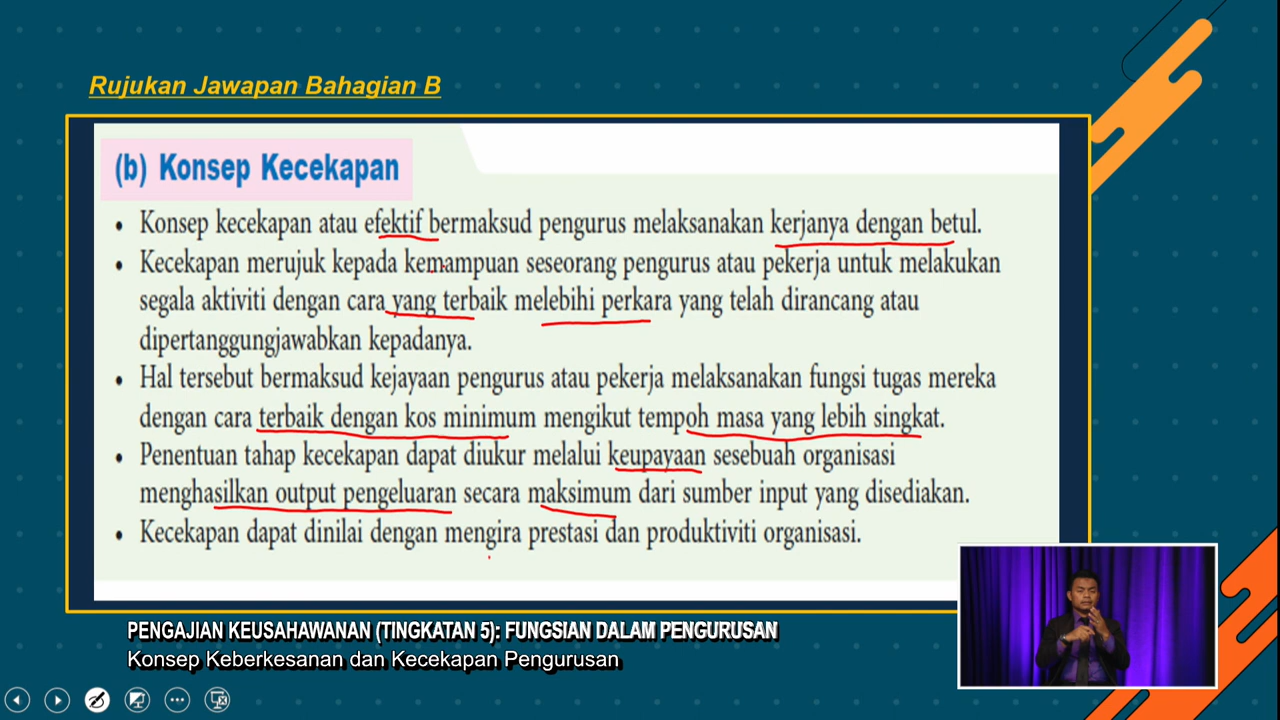 Rujukan Jawapan Bahagian B
(b) Konsep Kecekapan
• Konsep kecekapan atau efektif bermaksud pengurus melaksanakan kerjanya dengan betul.
• Kecekapan merujuk kepada kemampuan seseorang pengurus atau pekerja untuk melakukan
segala aktiviti dengan cara yang terbaik melebihi perkara yang telah dirancang atau
dipertanggungjawabkan kepadanya.
• Hal tersebut bermaksud kejayaan pengurus atau pekerja melaksanakan fungsi tugas mereka
dengan cara terbaik dengan kos minimum mengikut tempoh masa yang lebih singkat.
• Penentuan tahap kecekapan dapat diukur melalui keupayaan sesebuah organisasi
menghasilkan output pengeluaran secara maksimum dari sumber input yang disediakan.
• Kecekapan dapat dinilai dengan mengira prestasi dan produktiviti organisasi.
PENGAJIAN KEUSAHAWANAN (TINGKATAN 5): FUNGSIAN DALAM PENGURUSAN
Konsep Keberkesanan dan Kecekapan Pengurusan